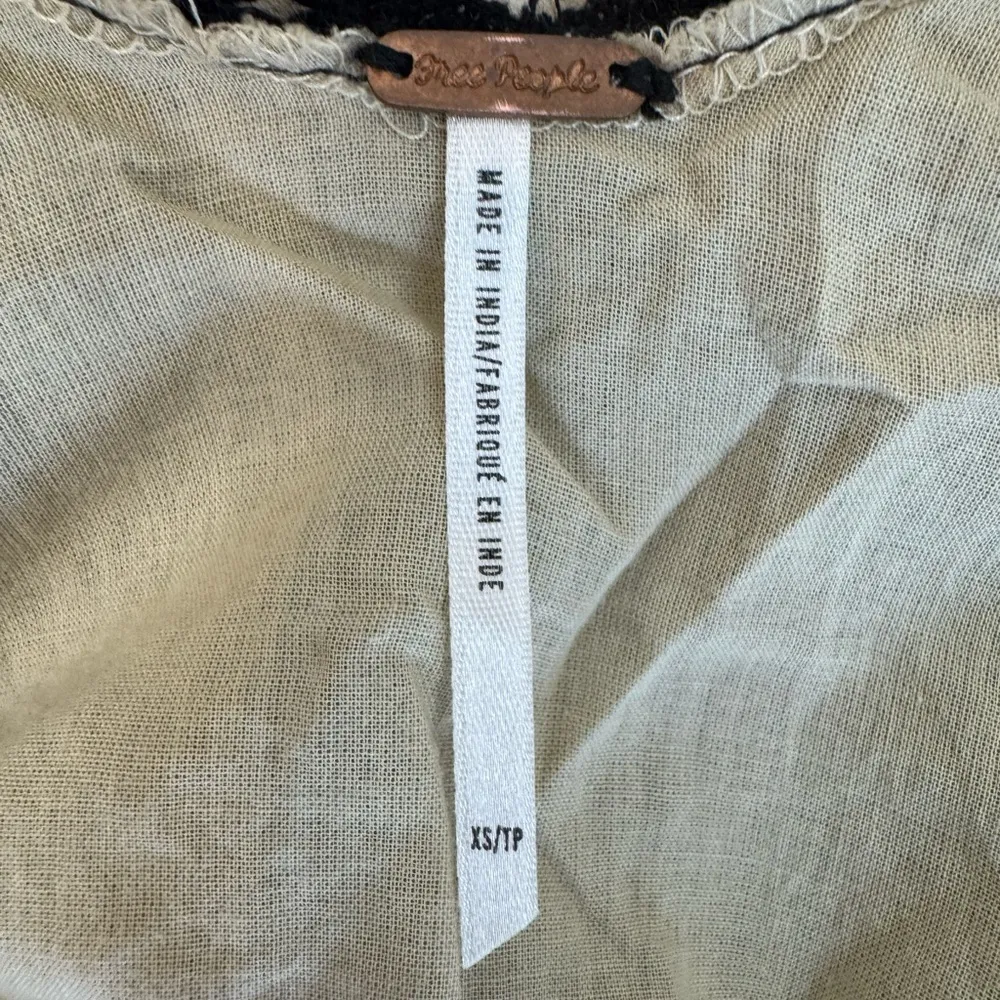 Free People
MADE IN INDIA/FABRIQUÉ EN INDE
XS/TP